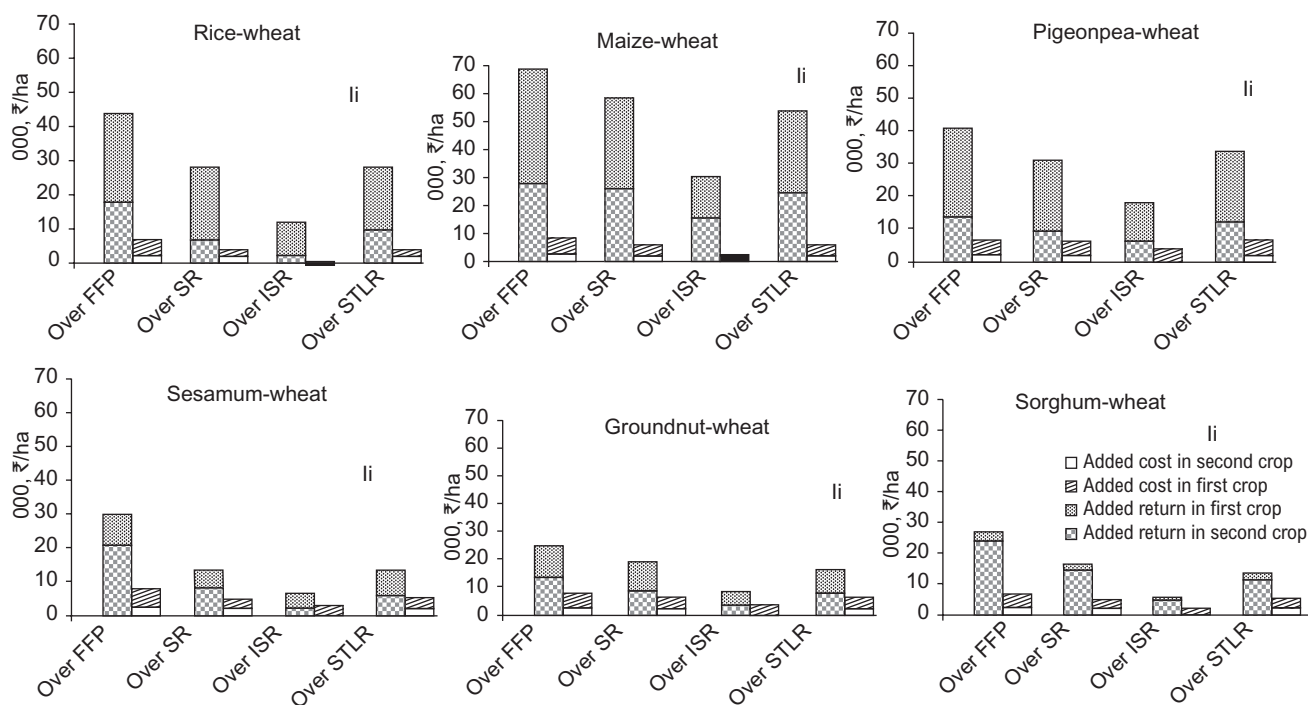 Rice-wheat
000, ₹/ha
70
60
50
40
30
20
10
0
Ii
Over FFP
Over SR
Over ISR
Over STLR
Maize-wheat
000, ₹/ha
70
60
50
40
30
20
10
0
Ii
Over FFP
Over SR
Over ISR
Over STLR
Pigeonpea-wheat
000, ₹/ha
70
60
50
40
30
20
10
0
Ii
Over FFP
Over SR
Over ISR
Over STLR
Sesamum-wheat
000, ₹/ha
70
60
50
40
30
20
10
0
Ii
Over FFP
Over SR
Over ISR
Over STLR
Groundnut-wheat
000, ₹/ha
70
60
50
40
30
20
10
0
Ii
Over FFP
Over SR
Over ISR
Over STLR
Sorghum-wheat
000, ₹/ha
70
60
50
40
30
20
10
0
Ii
Added cost in second crop
Added cost in first crop
Added return in first crop
Added return in second crop
Over FFP
Over SR
Over ISR
Over STLR